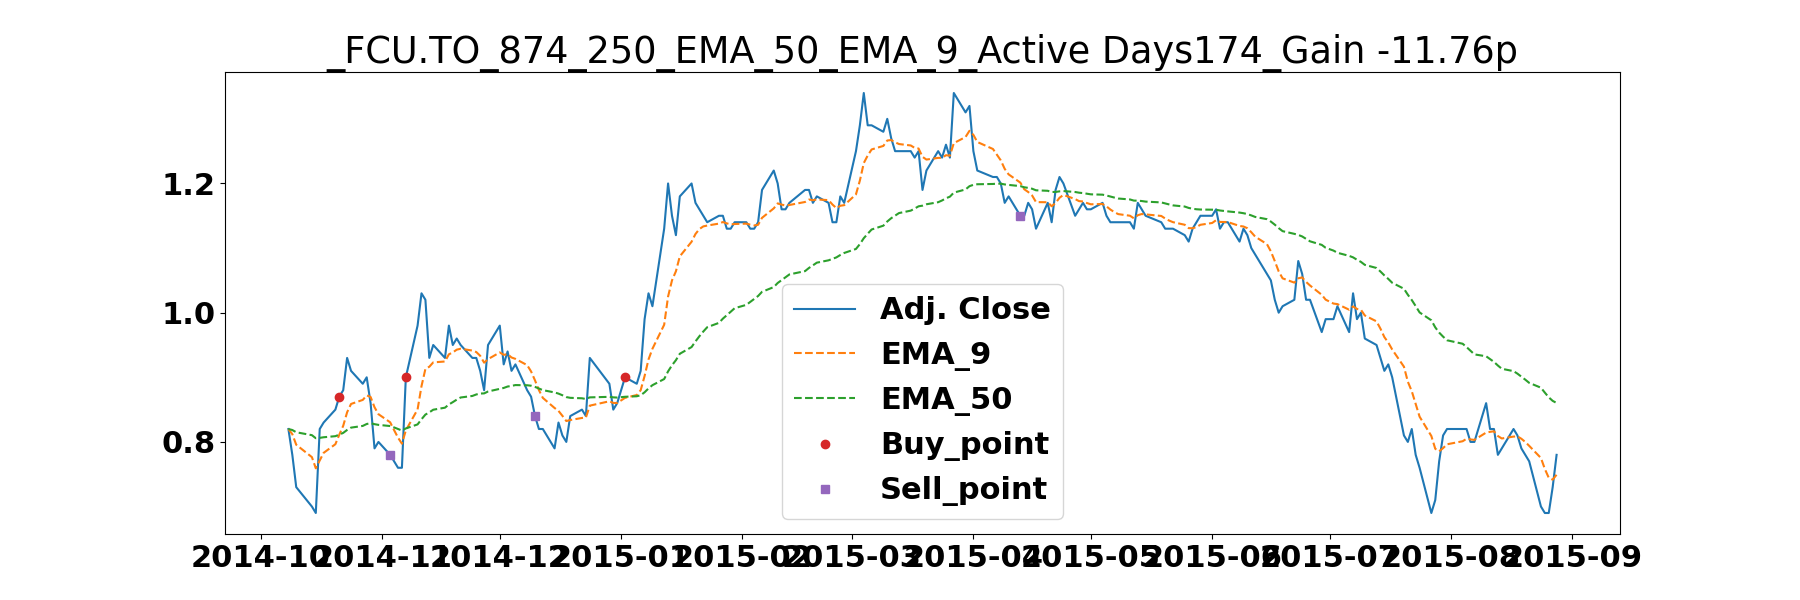 _FCU.TO_874_250_EMA_50_EMA_9_Active Days174_Gain -11.76p
1.2
1.0
0.8
Adj. Close
EMA_9
EMA_50
Buy_point
Sell_point
2014-10 2014-11 2014-12 2015-01 2015-02 2015-03 2015-04 2015-05 2015-06 2015-07 2015-08 2015-09